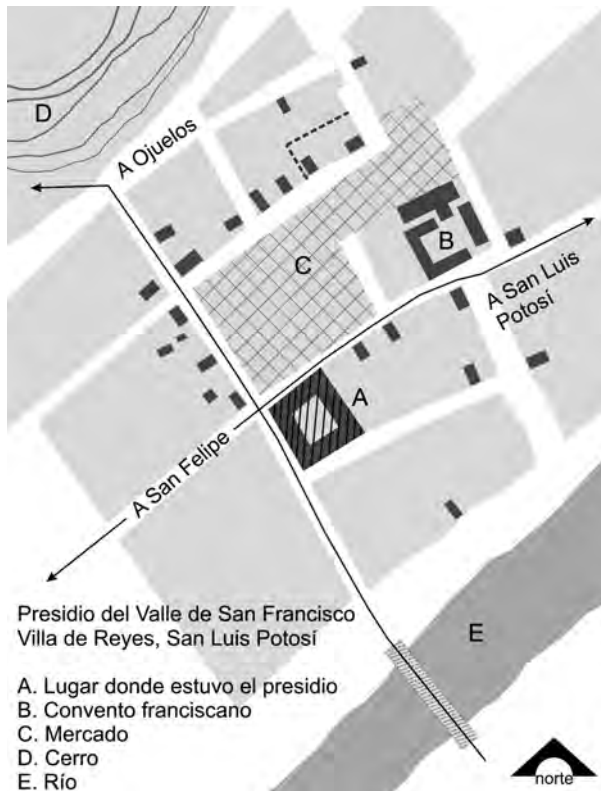 D
A Ojuelos
B
C
A San Luis
Potosí
A
A San Felipe
E
Presidio del Valle de San Francisco
Villa de Reyes, San Luis Potosí
A. Lugar donde estuvo el presidio
B. Convento franciscano
C. Mercado
D. Cerro
E. Río
norte